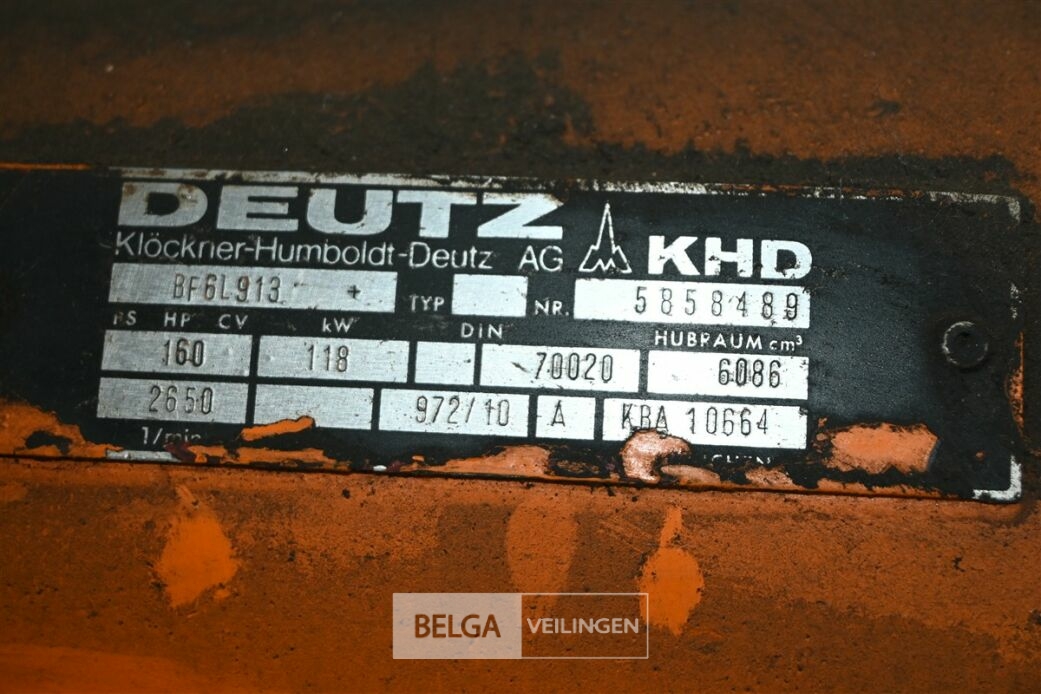 DEUTZ
Klöckner-Humboldt-Deutz AG KHD
BF6L913 + TYP NR. 5858489
PS HP CV kW DIN HUBRAUM cm³
160 118 70020 6086
2650 972/10 A KBA 10664
1/min
BELGA VEILINGEN